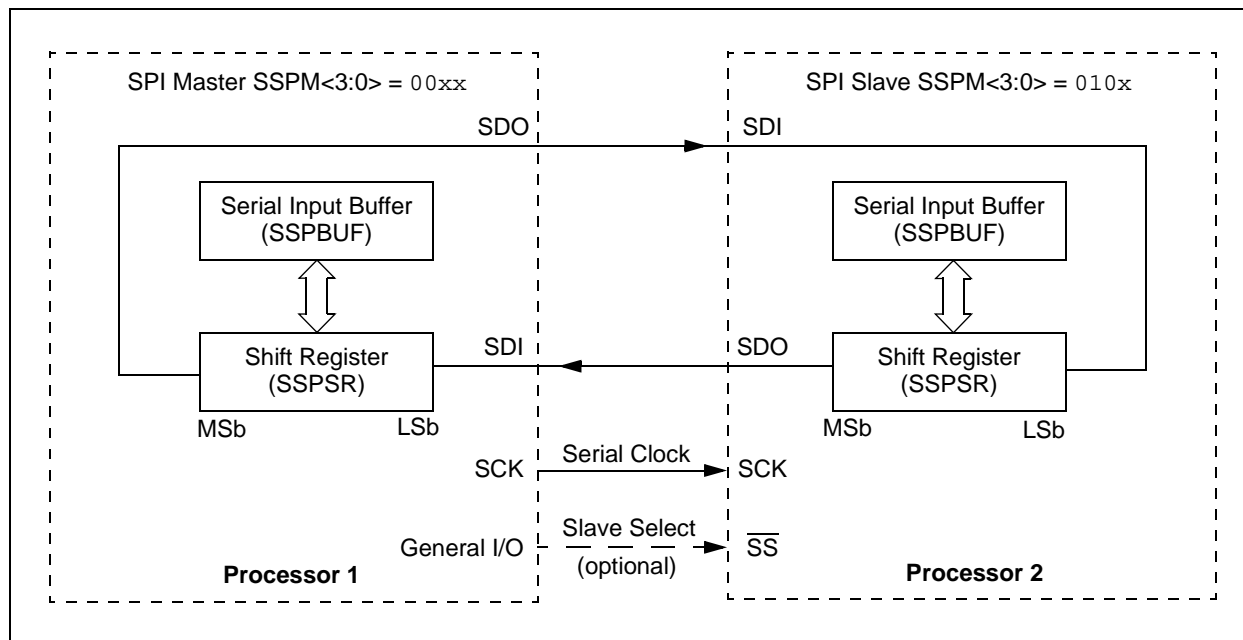 SPI Master SSPM<3:0> = 00xx
SPI Slave SSPM<3:0> = 010x
SDO
SDI
Serial Input Buffer
(SSPBUF)
Serial Input Buffer
(SSPBUF)
Shift Register
(SSPSR)
SDI
SDO
Shift Register
(SSPSR)
MSb
LSb
MSb
LSb
SCK
Serial Clock
SCK
General I/O
Slave Select
(optional)
S̅S̅
Processor 1
Processor 2